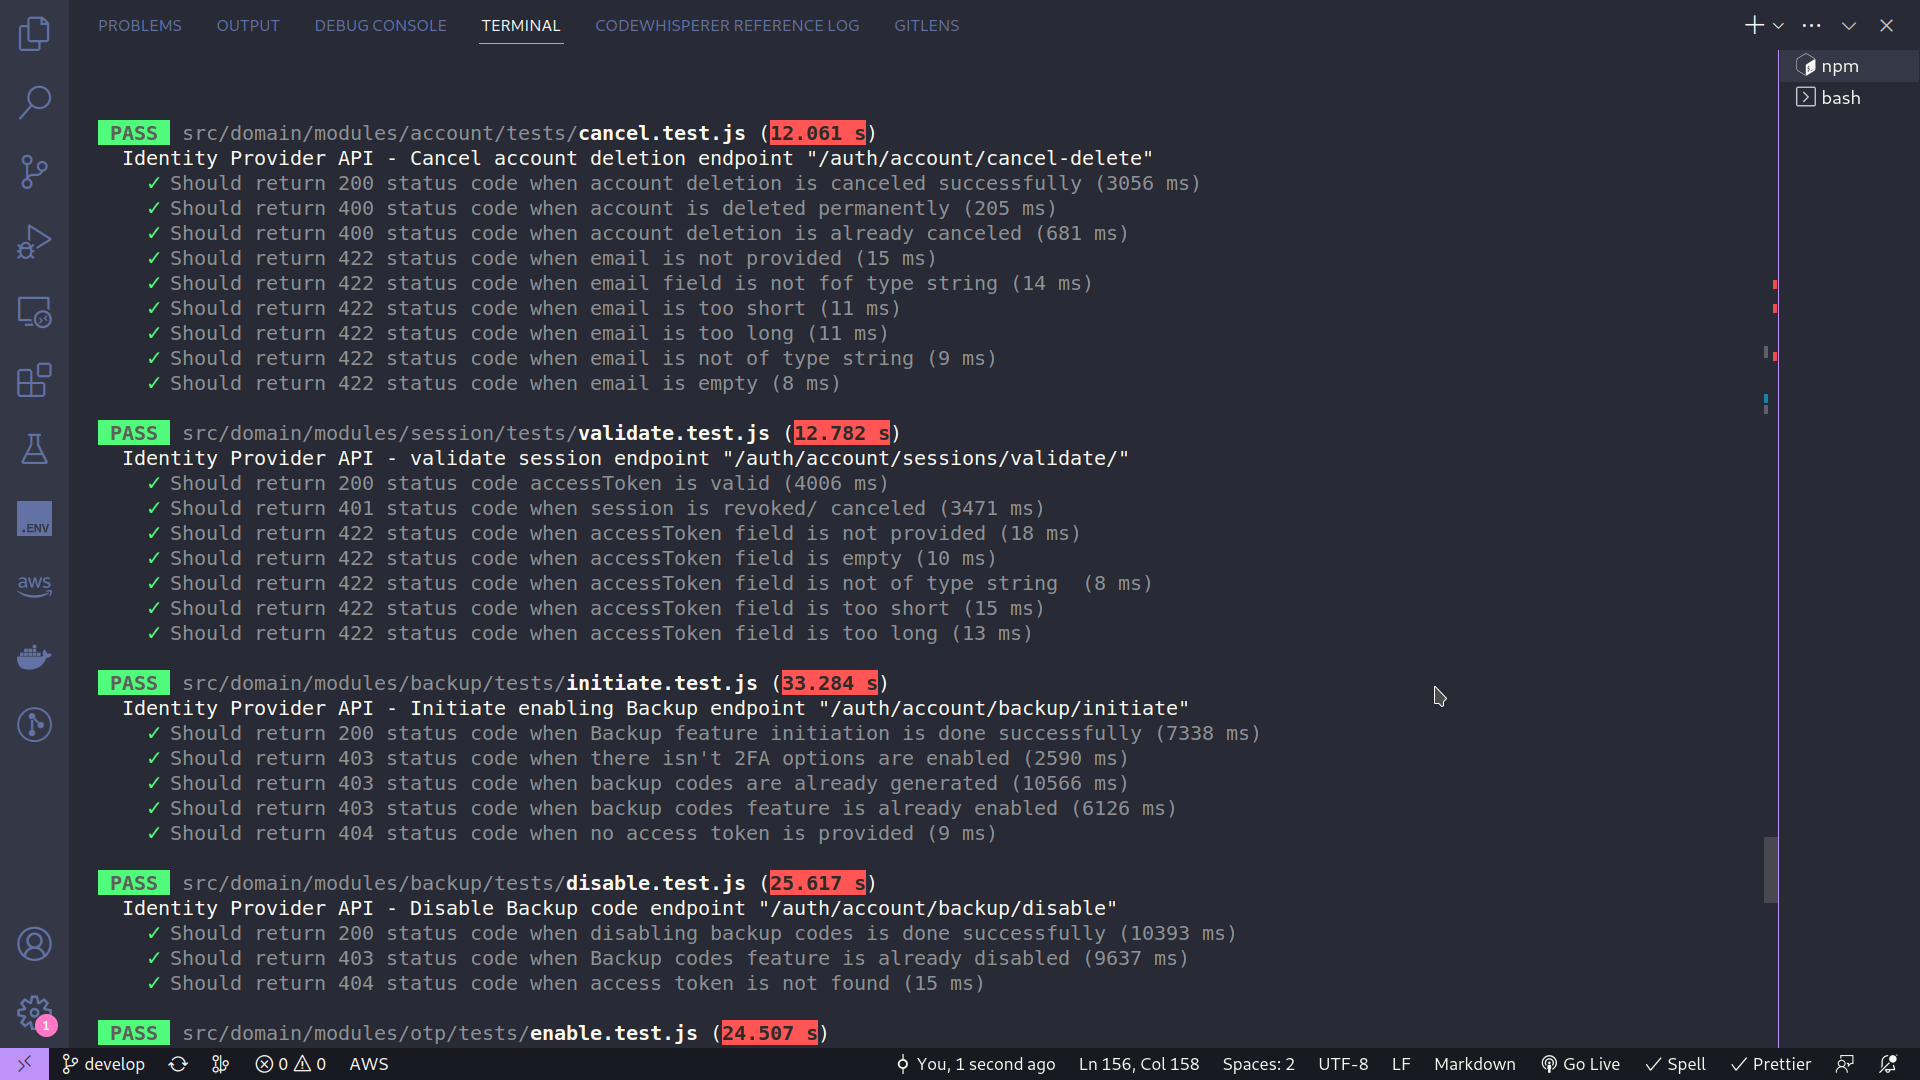 PROBLEMS OUTPUT DEBUG CONSOLE TERMINAL CODEWHISPERER REFERENCE LOG GITLENS
npm
bash
PASS src/domain/modules/account/tests/cancel.test.js (12.061 s)
Identity Provider API - Cancel account deletion endpoint "/auth/account/cancel-delete"
✓ Should return 200 status code when account deletion is canceled successfully (3056 ms)
✓ Should return 400 status code when account is deleted permanently (205 ms)
✓ Should return 400 status code when account deletion is already canceled (681 ms)
✓ Should return 422 status code when email is not provided (15 ms)
✓ Should return 422 status code when email field is not fof type string (14 ms)
✓ Should return 422 status code when email is too short (11 ms)
✓ Should return 422 status code when email is too long (11 ms)
✓ Should return 422 status code when email is not of type string (9 ms)
✓ Should return 422 status code when email is empty (8 ms)
PASS src/domain/modules/session/tests/validate.test.js (12.782 s)
Identity Provider API - validate session endpoint "/auth/account/sessions/validate/"
✓ Should return 200 status code accessToken is valid (4006 ms)
✓ Should return 401 status code when session is revoked/ canceled (3471 ms)
✓ Should return 422 status code when accessToken field is not provided (18 ms)
✓ Should return 422 status code when accessToken field is empty (10 ms)
✓ Should return 422 status code when accessToken field is not of type string  (8 ms)
✓ Should return 422 status code when accessToken field is too short (15 ms)
✓ Should return 422 status code when accessToken field is too long (13 ms)
PASS src/domain/modules/backup/tests/initiate.test.js (33.284 s)
Identity Provider API - Initiate enabling Backup endpoint "/auth/account/backup/initiate"
✓ Should return 200 status code when Backup feature initiation is done successfully (7338 ms)
✓ Should return 403 status code when there isn't 2FA options are enabled (2590 ms)
✓ Should return 403 status code when backup codes are already generated (10566 ms)
✓ Should return 403 status code when backup codes feature is already enabled (6126 ms)
✓ Should return 404 status code when no access token is provided (9 ms)
PASS src/domain/modules/backup/tests/disable.test.js (25.617 s)
Identity Provider API - Disable Backup code endpoint "/auth/account/backup/disable"
✓ Should return 200 status code when disabling backup codes is done successfully (10393 ms)
✓ Should return 403 status code when Backup codes feature is already disabled (9637 ms)
✓ Should return 404 status code when access token is not found (15 ms)
PASS src/domain/modules/otp/tests/enable.test.js (24.507 s)
.ENV
aws
1
develop 0 0 AWS You, 1 second ago Ln 156, Col 158 Spaces: 2 UTF-8 LF Markdown Go Live Spell Prettier